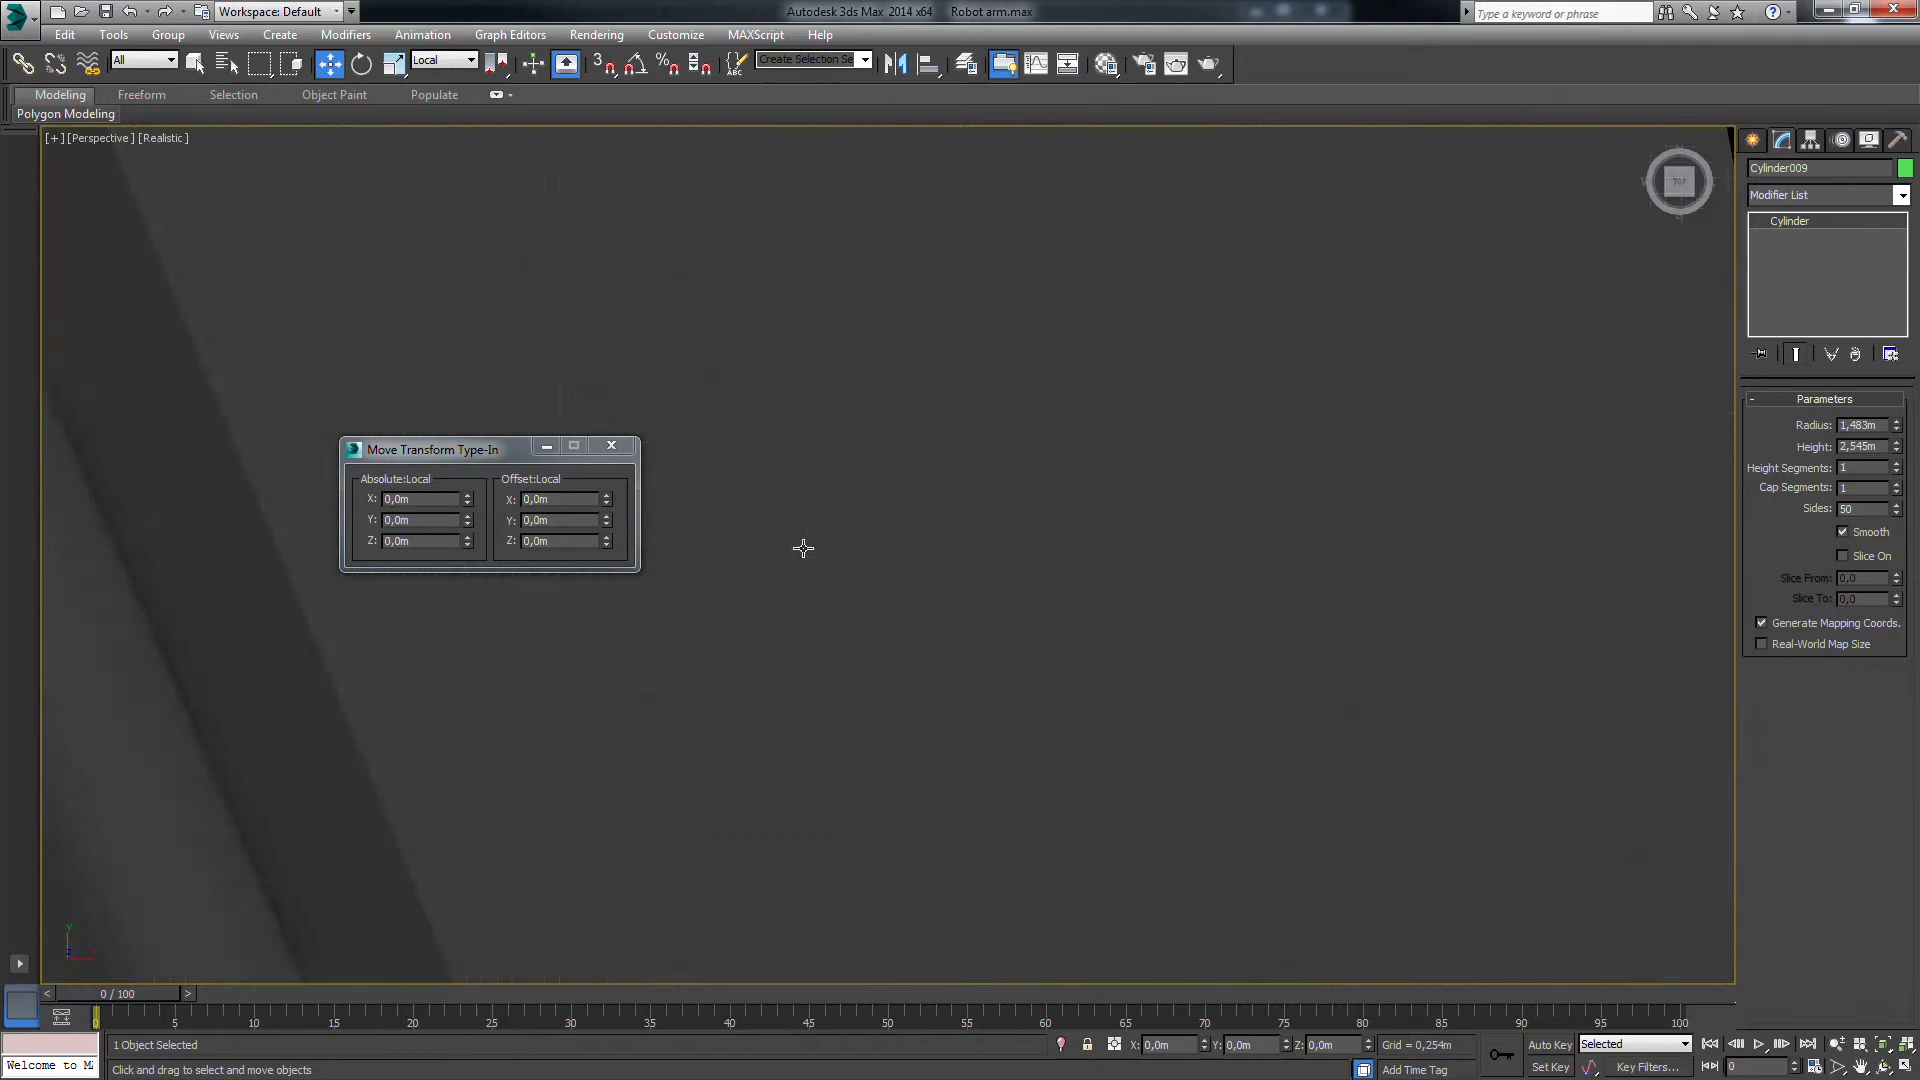 Workspace: Default
Autodesk 3ds Max 2014 x64 Robot arm.max
Type a keyword or phrase
Edit Tools Group Views Create Modifiers Animation Graph Editors Rendering Customize MAXScript Help
All
Local
3
ABC
Create Selection Se
Modeling Freeform Selection Object Paint Populate
Polygon Modeling
[+] [Perspective] [Realistic]
TOP
Cylinder009
Modifier List
Cylinder
Move Transform Type-In
Absolute:Local
X: 0,0m
Y: 0,0m
Z: 0,0m
Offset:Local
X: 0,0m
Y: 0,0m
Z: 0,0m
- Parameters
Radius: 1,483m
Height: 2,545m
Height Segments: 1
Cap Segments: 1
Sides: 50
Smooth
Slice On
Slice From: 0,0
Slice To: 0,0
Generate Mapping Coords.
Real-World Map Size
0 / 100
0 5 10 15 20 25 30 35 40 45 50 55 60 65 70 75 80 85 90 95 100
1 Object Selected
X: 0,0m Y: 0,0m Z: 0,0m Grid = 0,254m
Auto Key Selected
Welcome to M
Click and drag to select and move objects
Add Time Tag
Set Key Key Filters... 0